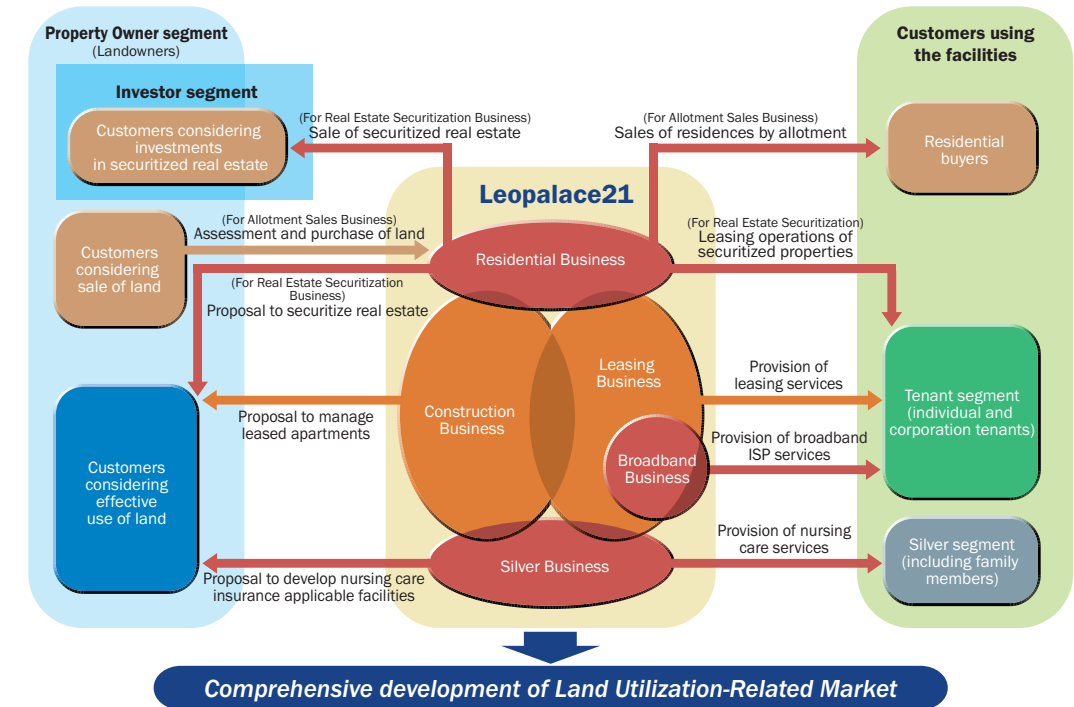 Property Owner segment
(Landowners)
Investor segment
Customers considering
investments
in securitized real estate
(For Real Estate Securitization Business)
Sale of securitized real estate
(For Allotment Sales Business)
Sales of residences by allotment
Customers using
the facilities
Residential
buyers
Leopalace21
Customers
considering
sale of land
(For Allotment Sales Business)
Assessment and purchase of land
Residential Business
(For Real Estate Securitization)
Leasing operations of
securitized properties
(For Real Estate Securitization
Business)
Proposal to securitize real estate
Customers
considering
effective
use of land
Proposal to manage
leased apartments
Construction
Business
Leasing
Business
Broadband
Business
Provision of
leasing services
Provision of broadband
ISP services
Tenant segment
(individual and
corporation tenants)
Proposal to develop nursing care
insurance applicable facilities
Silver Business
Provision of nursing
care services
Silver segment
(including family
members)
Comprehensive development of Land Utilization-Related Market